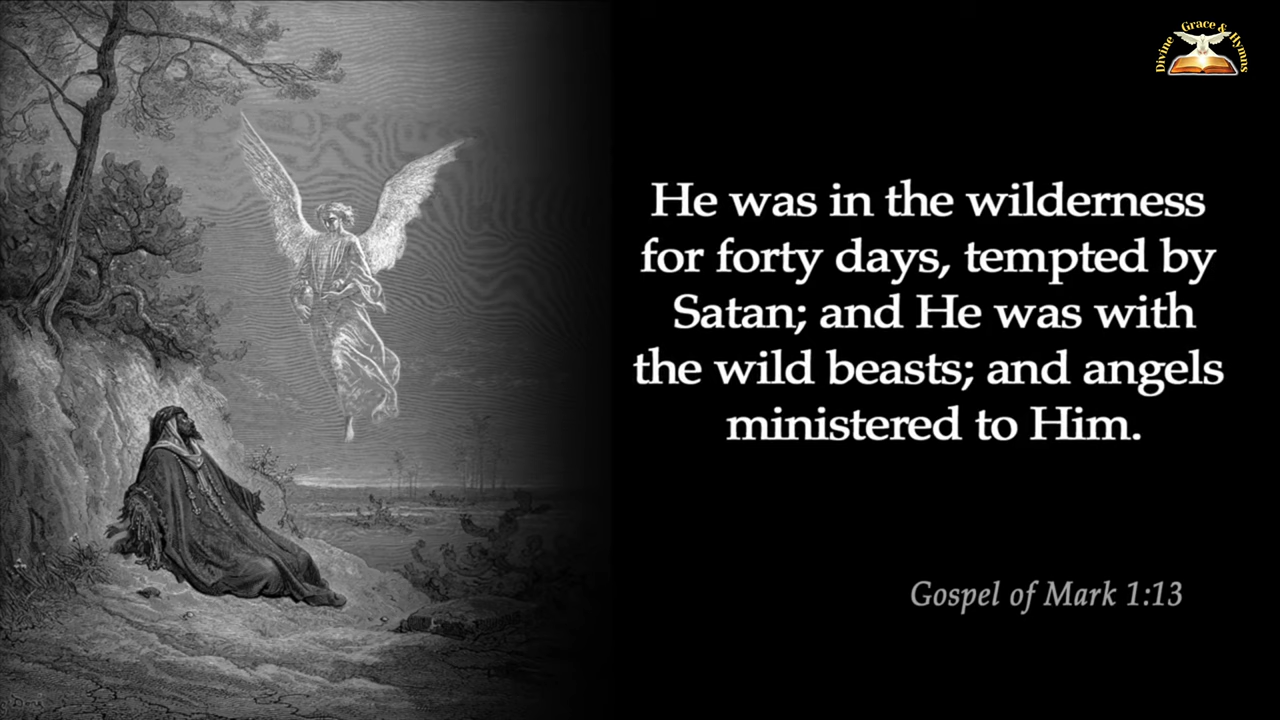 Divine Grace & Hymns
He was in the wilderness
for forty days, tempted by
Satan; and He was with
the wild beasts; and angels
ministered to Him.
Gospel of Mark 1:13